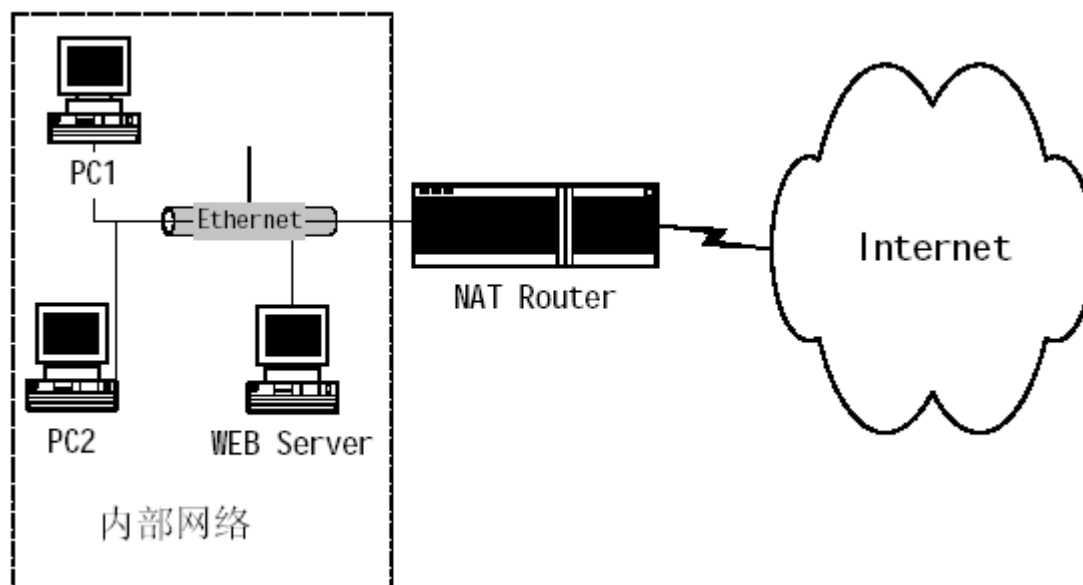 PC1
Ethernet
NAT Router
Internet
PC2
WEB Server
内部网络